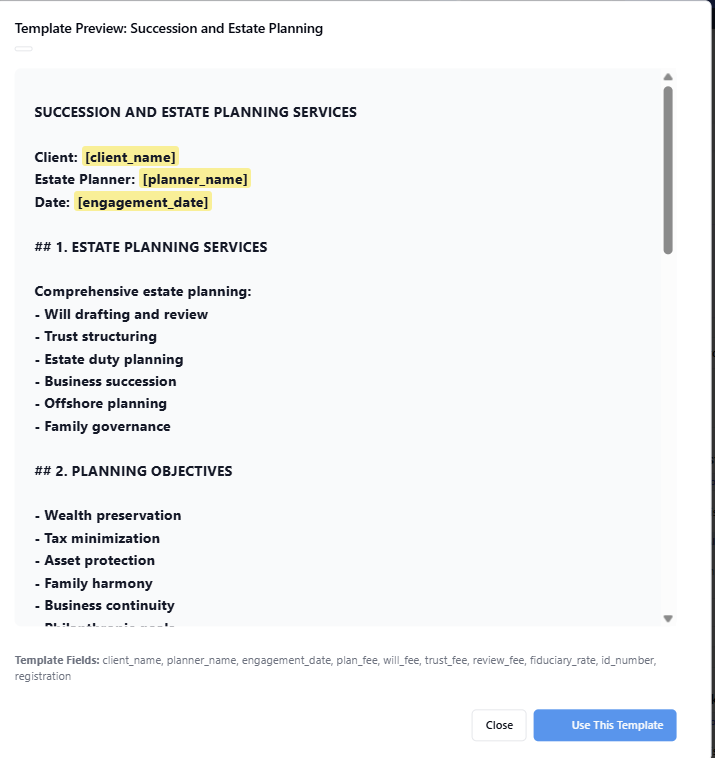 Template Preview: Succession and Estate Planning
SUCCESSION AND ESTATE PLANNING SERVICES
Client: [client_name]
Estate Planner: [planner_name]
Date: [engagement_date]
## 1. ESTATE PLANNING SERVICES
Comprehensive estate planning:
- Will drafting and review
- Trust structuring
- Estate duty planning
- Business succession
- Offshore planning
- Family governance
## 2. PLANNING OBJECTIVES
- Wealth preservation
- Tax minimization
- Asset protection
- Family harmony
- Business continuity
- Philanthropic goals
Template Fields: client_name, planner_name, engagement_date, plan_fee, will_fee, trust_fee, review_fee, fiduciary_rate, id_number,
registration
Close
Use This Template